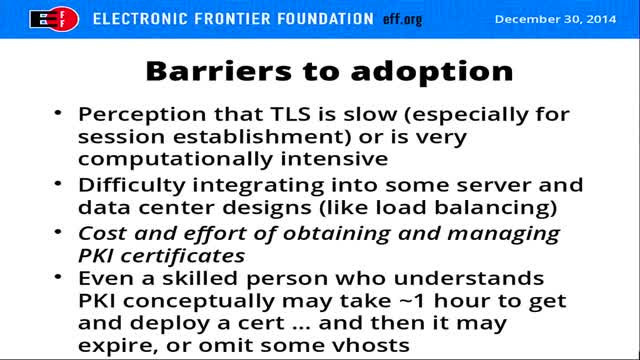 EFF ELECTRONIC FRONTIER FOUNDATION eff.org December 30, 2014
Barriers to adoption
• Perception that TLS is slow (especially for
session establishment) or is very
computationally intensive
• Difficulty integrating into some server and
data center designs (like load balancing)
• Cost and effort of obtaining and managing
PKI certificates
• Even a skilled person who understands
PKI conceptually may take ~1 hour to get
and deploy a cert ... and then it may
expire, or omit some vhosts